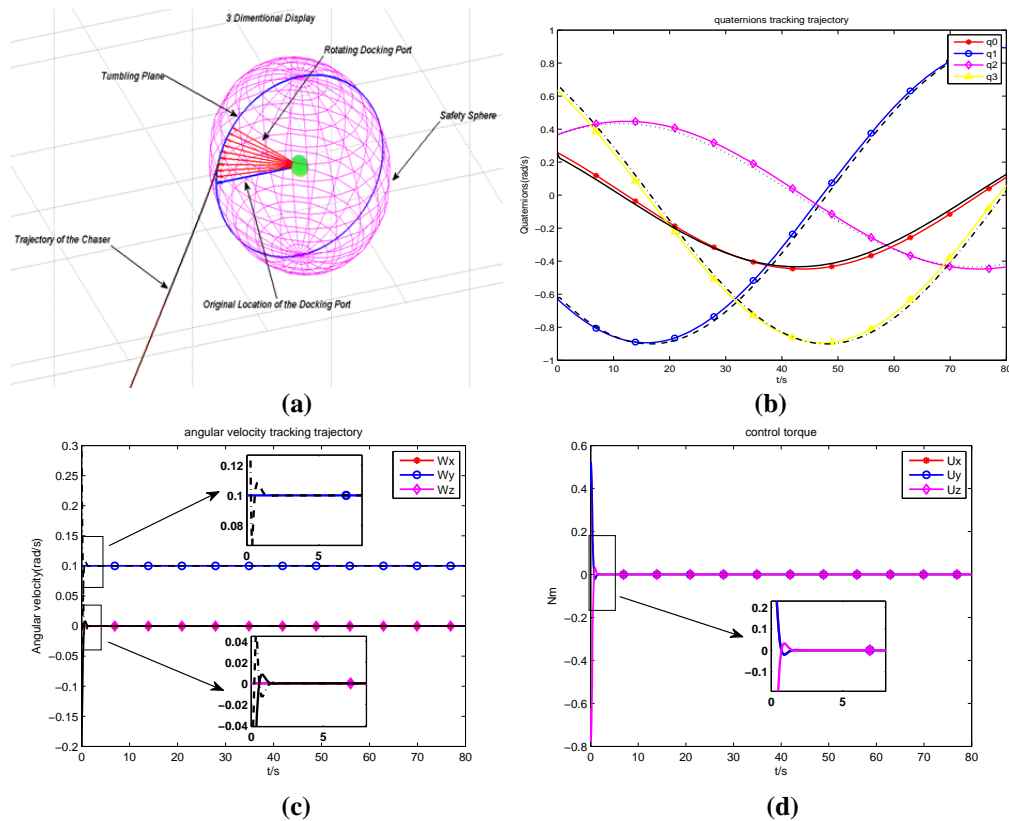 3 Dimentional Display
Rotating Docking Port
Tumbling Plane
Safety Sphere
Trajectory of the Chaser
Original Location of the Docking Port
(a)
quaternions tracking trajectory
q0
q1
q2
q3
Quaternions(rad/s)
1
0.8
0.6
0.4
0.2
0
−0.2
−0.4
−0.6
−0.8
−1
0 10 20 30 40 50 60 70 80
t/s
(b)
angular velocity tracking trajectory
Wx
Wy
Wz
Angular velocity(rad/s)
0.3
0.25
0.2
0.15
0.1
0.05
0
−0.05
−0.1
−0.15
−0.2
0.12
0.1
0.08
0 5
0.04
0.02
0
−0.02
−0.04
0 5
0 10 20 30 40 50 60 70 80
t/s
(c)
control torque
Ux
Uy
Uz
Nm
0.6
0.4
0.2
0
−0.2
−0.4
−0.6
−0.8
0.2
0.1
0
−0.1
0 5
0 10 20 30 40 50 60 70 80
t/s
(d)